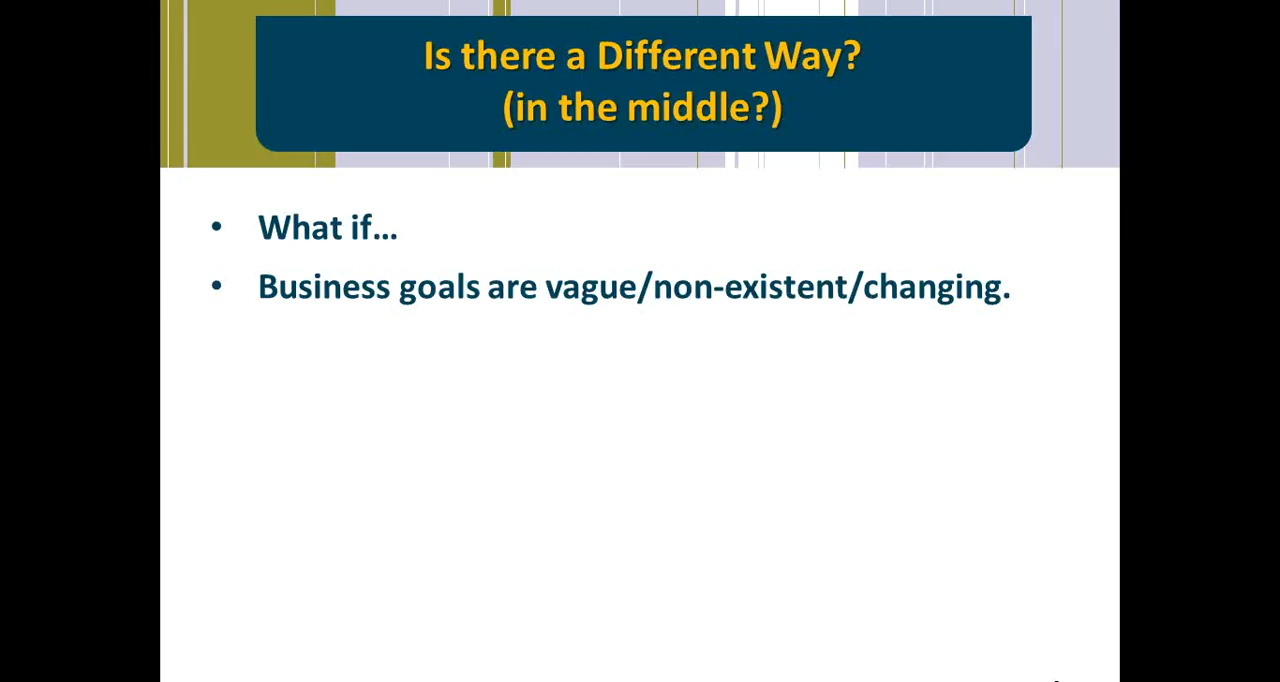 Is there a Different Way?
(in the middle?)
• What if...
• Business goals are vague/non-existent/changing.